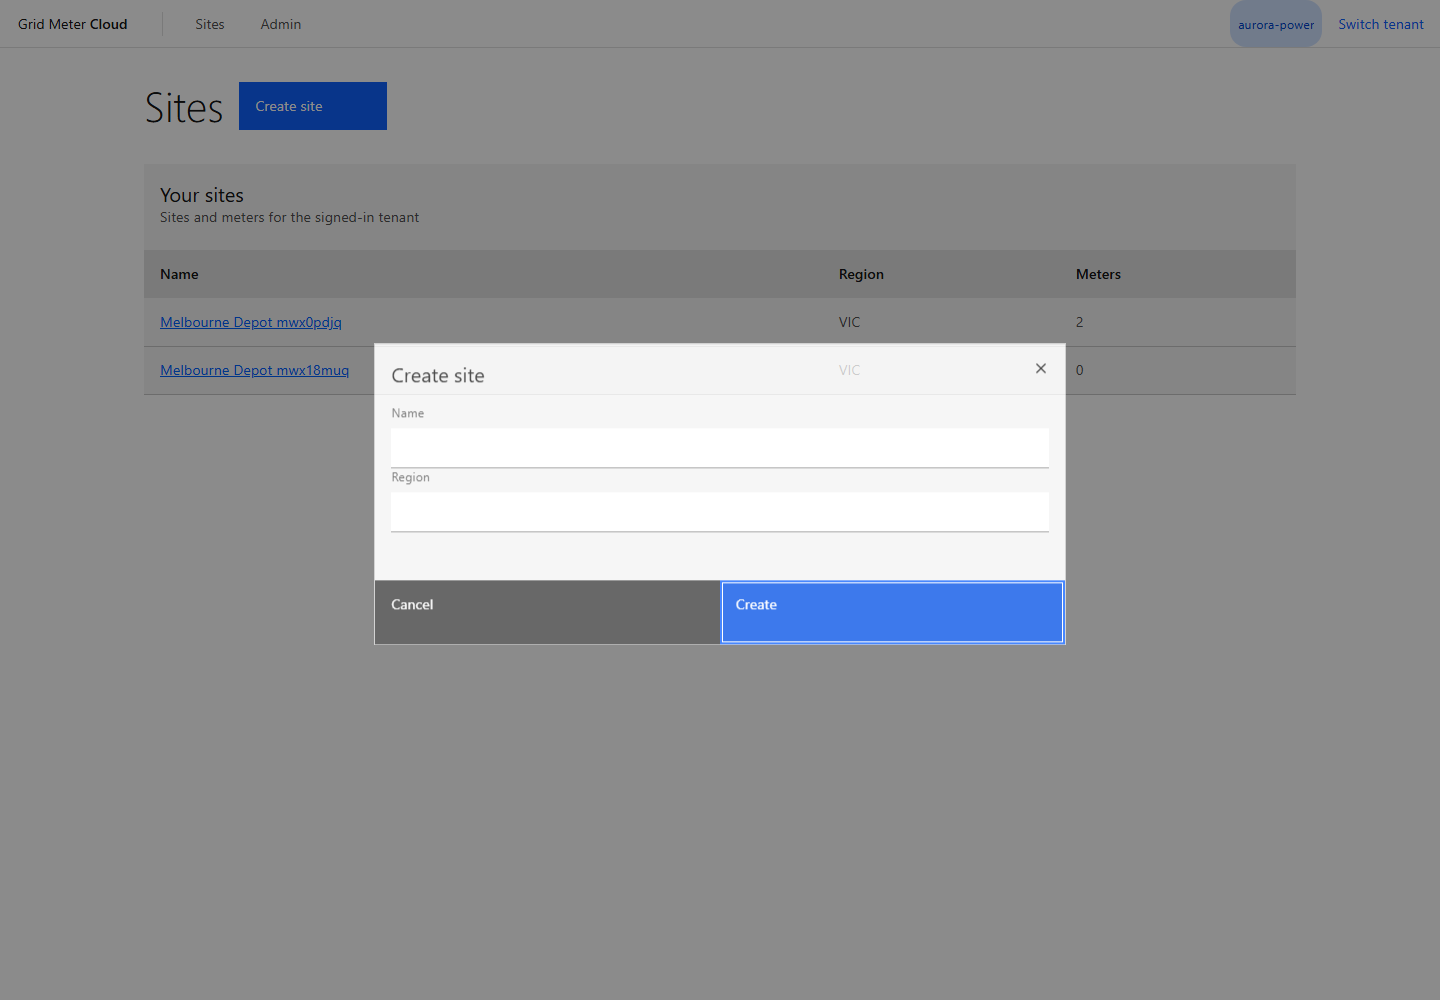 Grid Meter Cloud
Sites
Admin
aurora-power
Switch tenant
Sites
Create site
Your sites
Sites and meters for the signed-in tenant
Name Region Meters
Melbourne Depot mwx0pdjq VIC 2
Melbourne Depot mwx18muq VIC 0
Create site
Name
Region
Cancel
Create